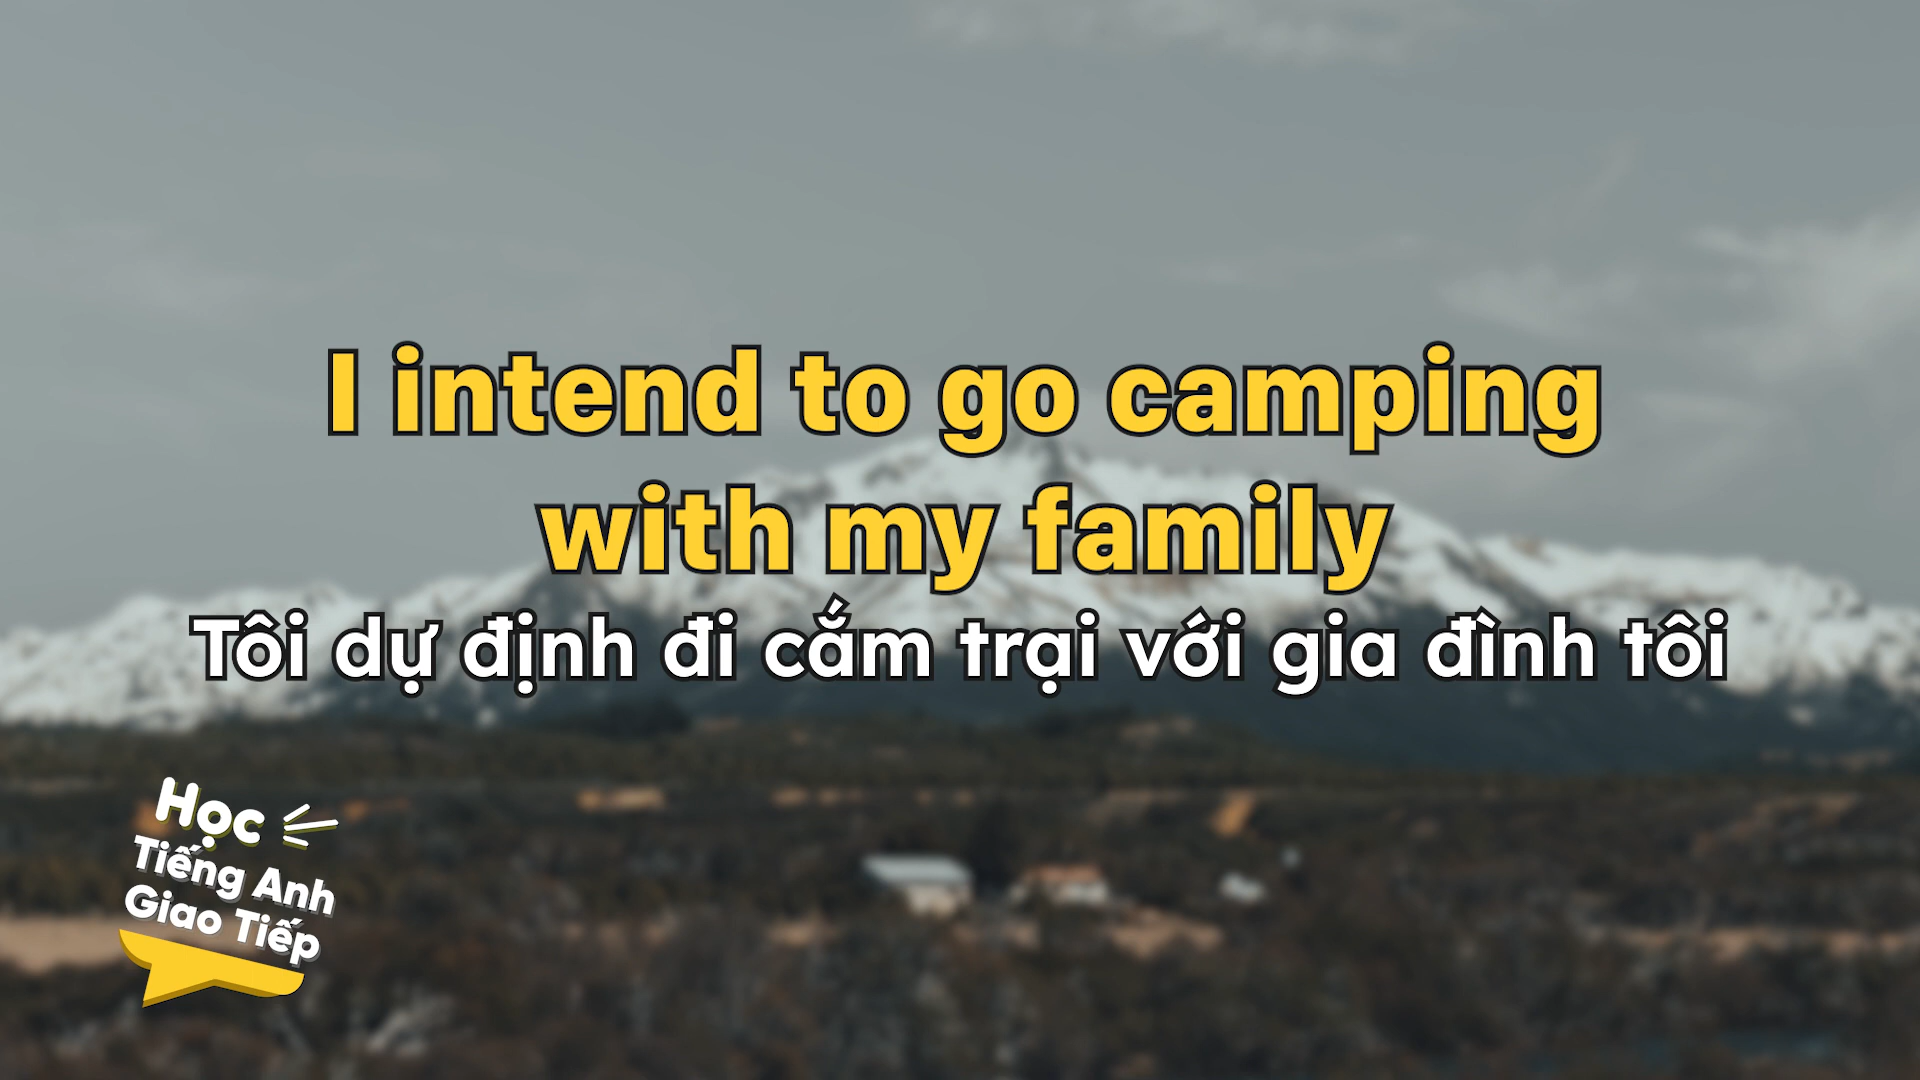 I intend to go camping
with my family
Tôi dự định đi cắm trại với gia đình tôi
Học
Tiếng Anh
Giao Tiếp